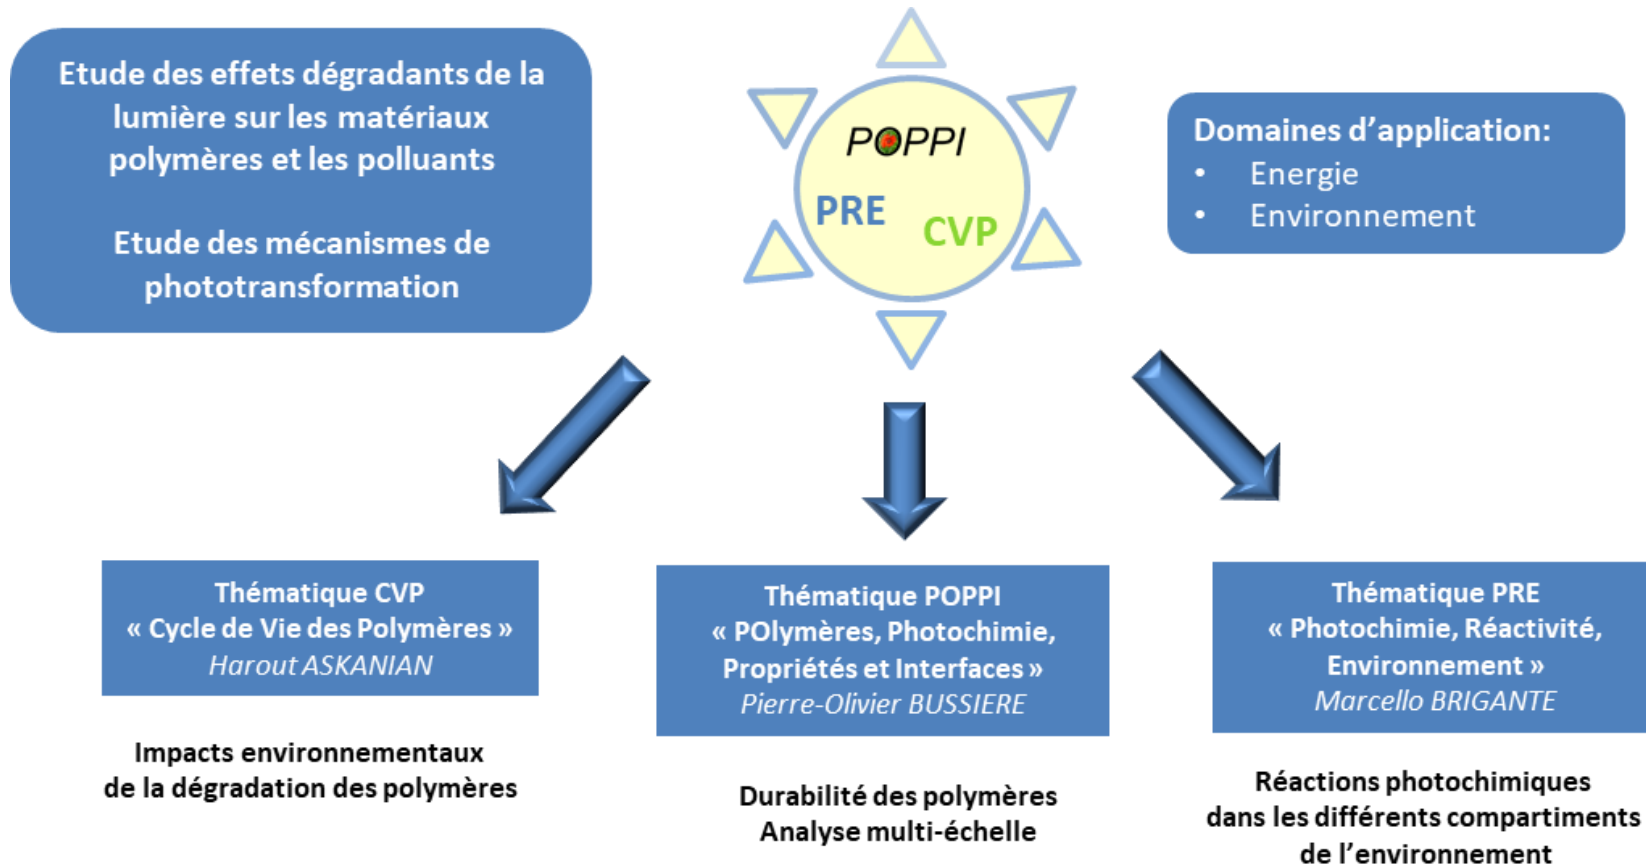 Etude des effets dégradants de la
lumière sur les matériaux
polymères et les polluants
Etude des mécanismes de
phototransformation
POPPI
PRE
CVP
Domaines d’application:
• Energie
• Environnement
Thématique CVP
« Cycle de Vie des Polymères »
Harout ASKANIAN
Impacts environnementaux
de la dégradation des polymères
Thématique POPPI
« POlymères, Photochimie,
Propriétés et Interfaces »
Pierre-Olivier BUSSIERE
Durabilité des polymères
Analyse multi-échelle
Thématique PRE
« Photochimie, Réactivité,
Environnement »
Marcello BRIGANTE
Réactions photochimiques
dans les différents compartiments
de l’environnement